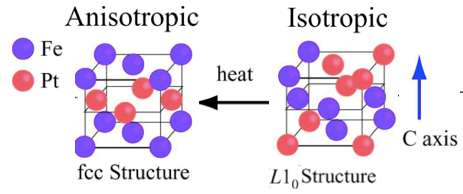 Anisotropic
Isotropic
Fe
Pt
heat
C axis
fcc Structure
L1₀ Structure